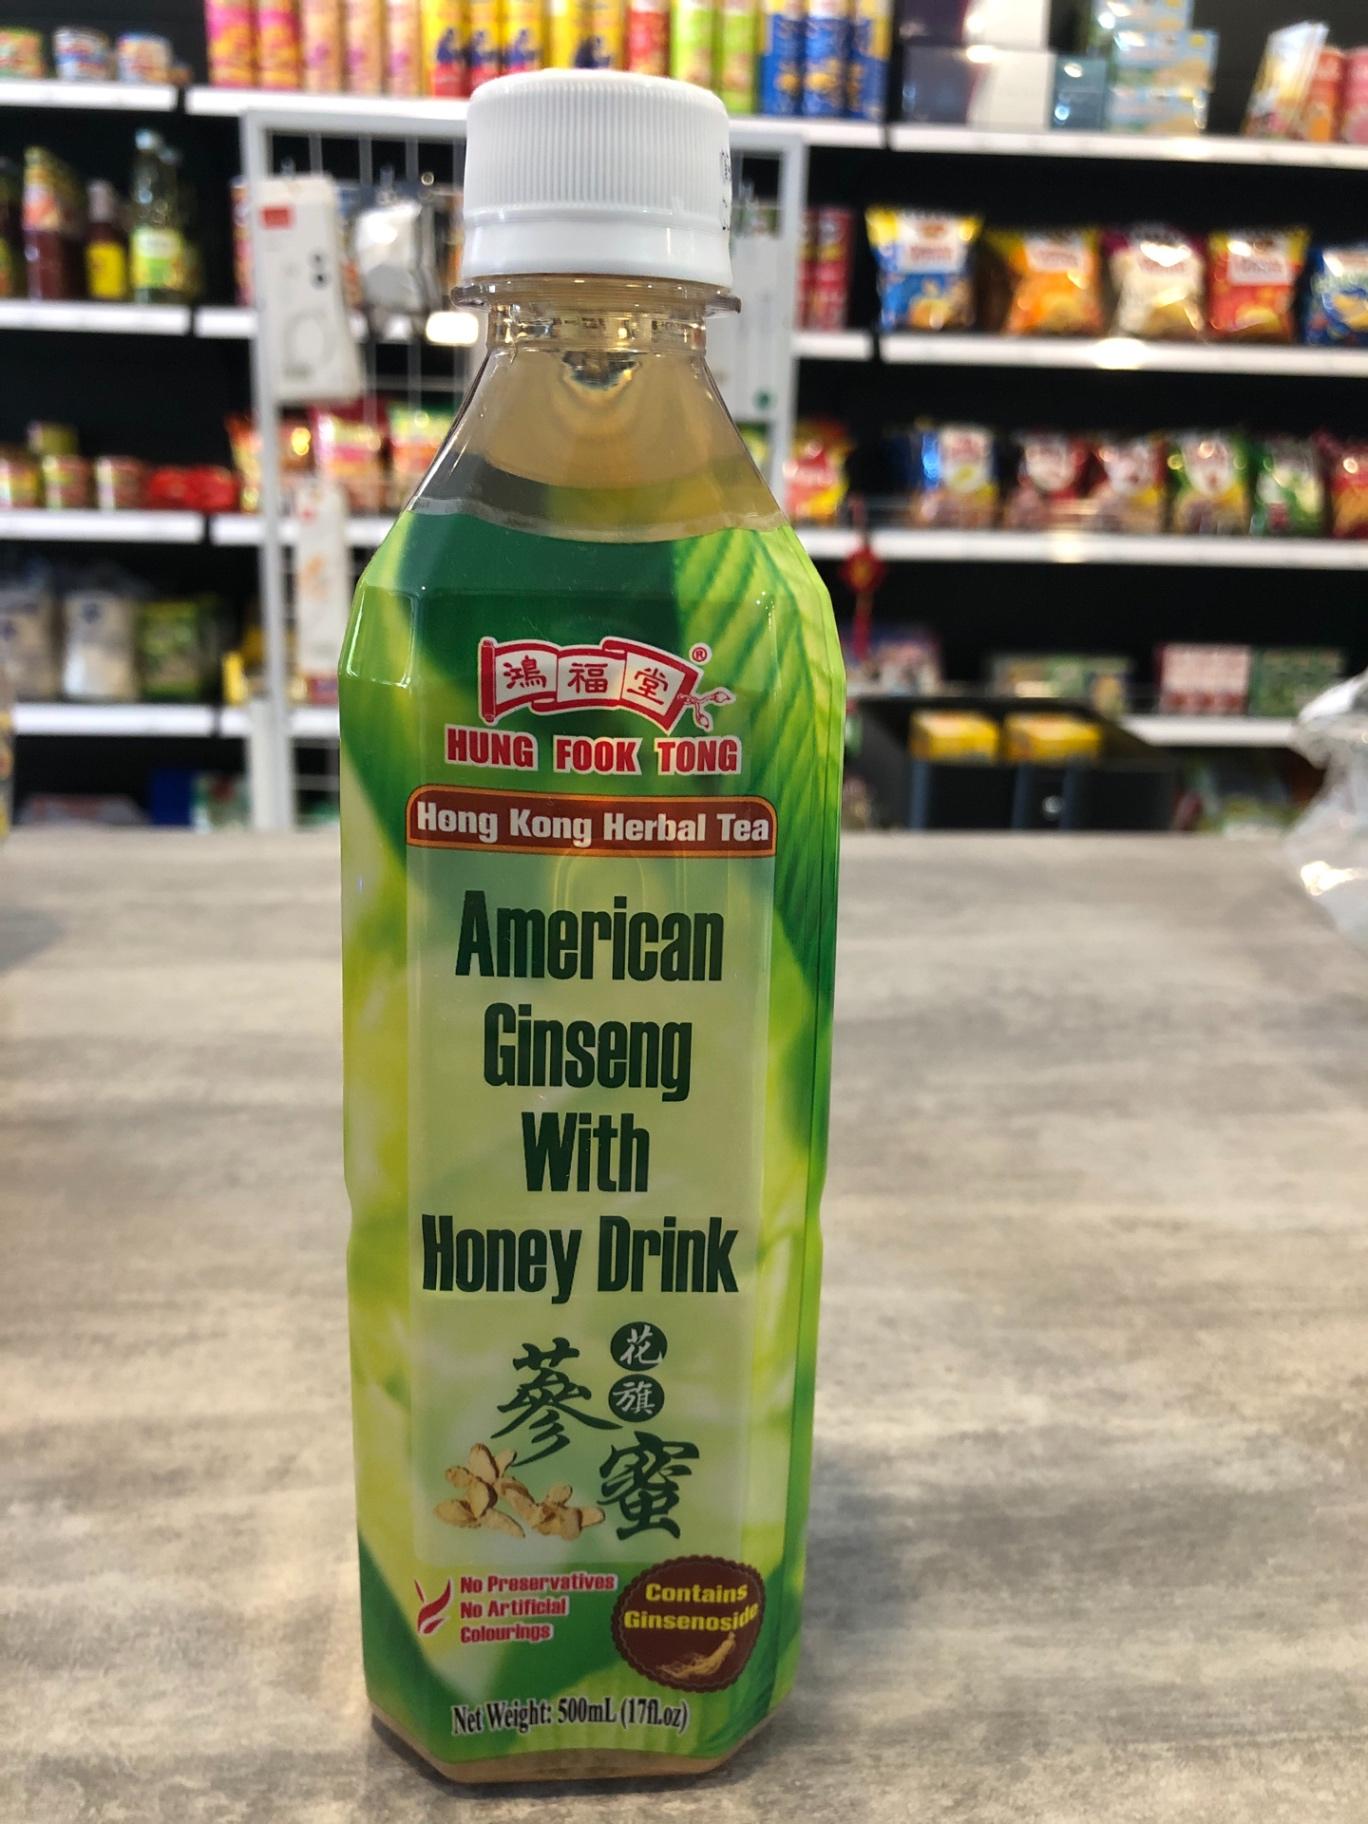 鴻福堂®
HUNG FOOK TONG
Hong Kong Herbal Tea
American
Ginseng
With
Honey Drink
花旗
蔘蜜
No Preservatives
No Artificial
Colourings
Contains
Ginsenoside
Net Weight: 500mL (17fl.oz)